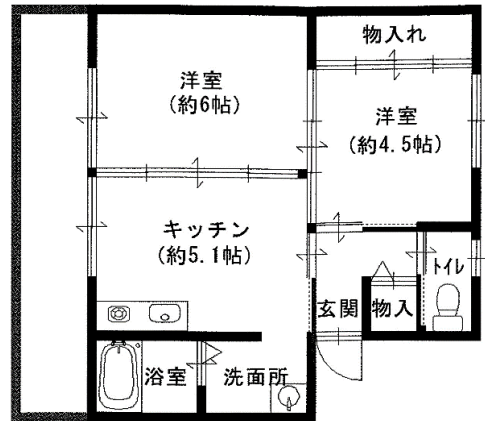 物入れ
洋室
(約6帖)
洋室
(約4.5帖)
キッチン
(約5.1帖)
トイレ
玄関
物入
浴室
洗面所